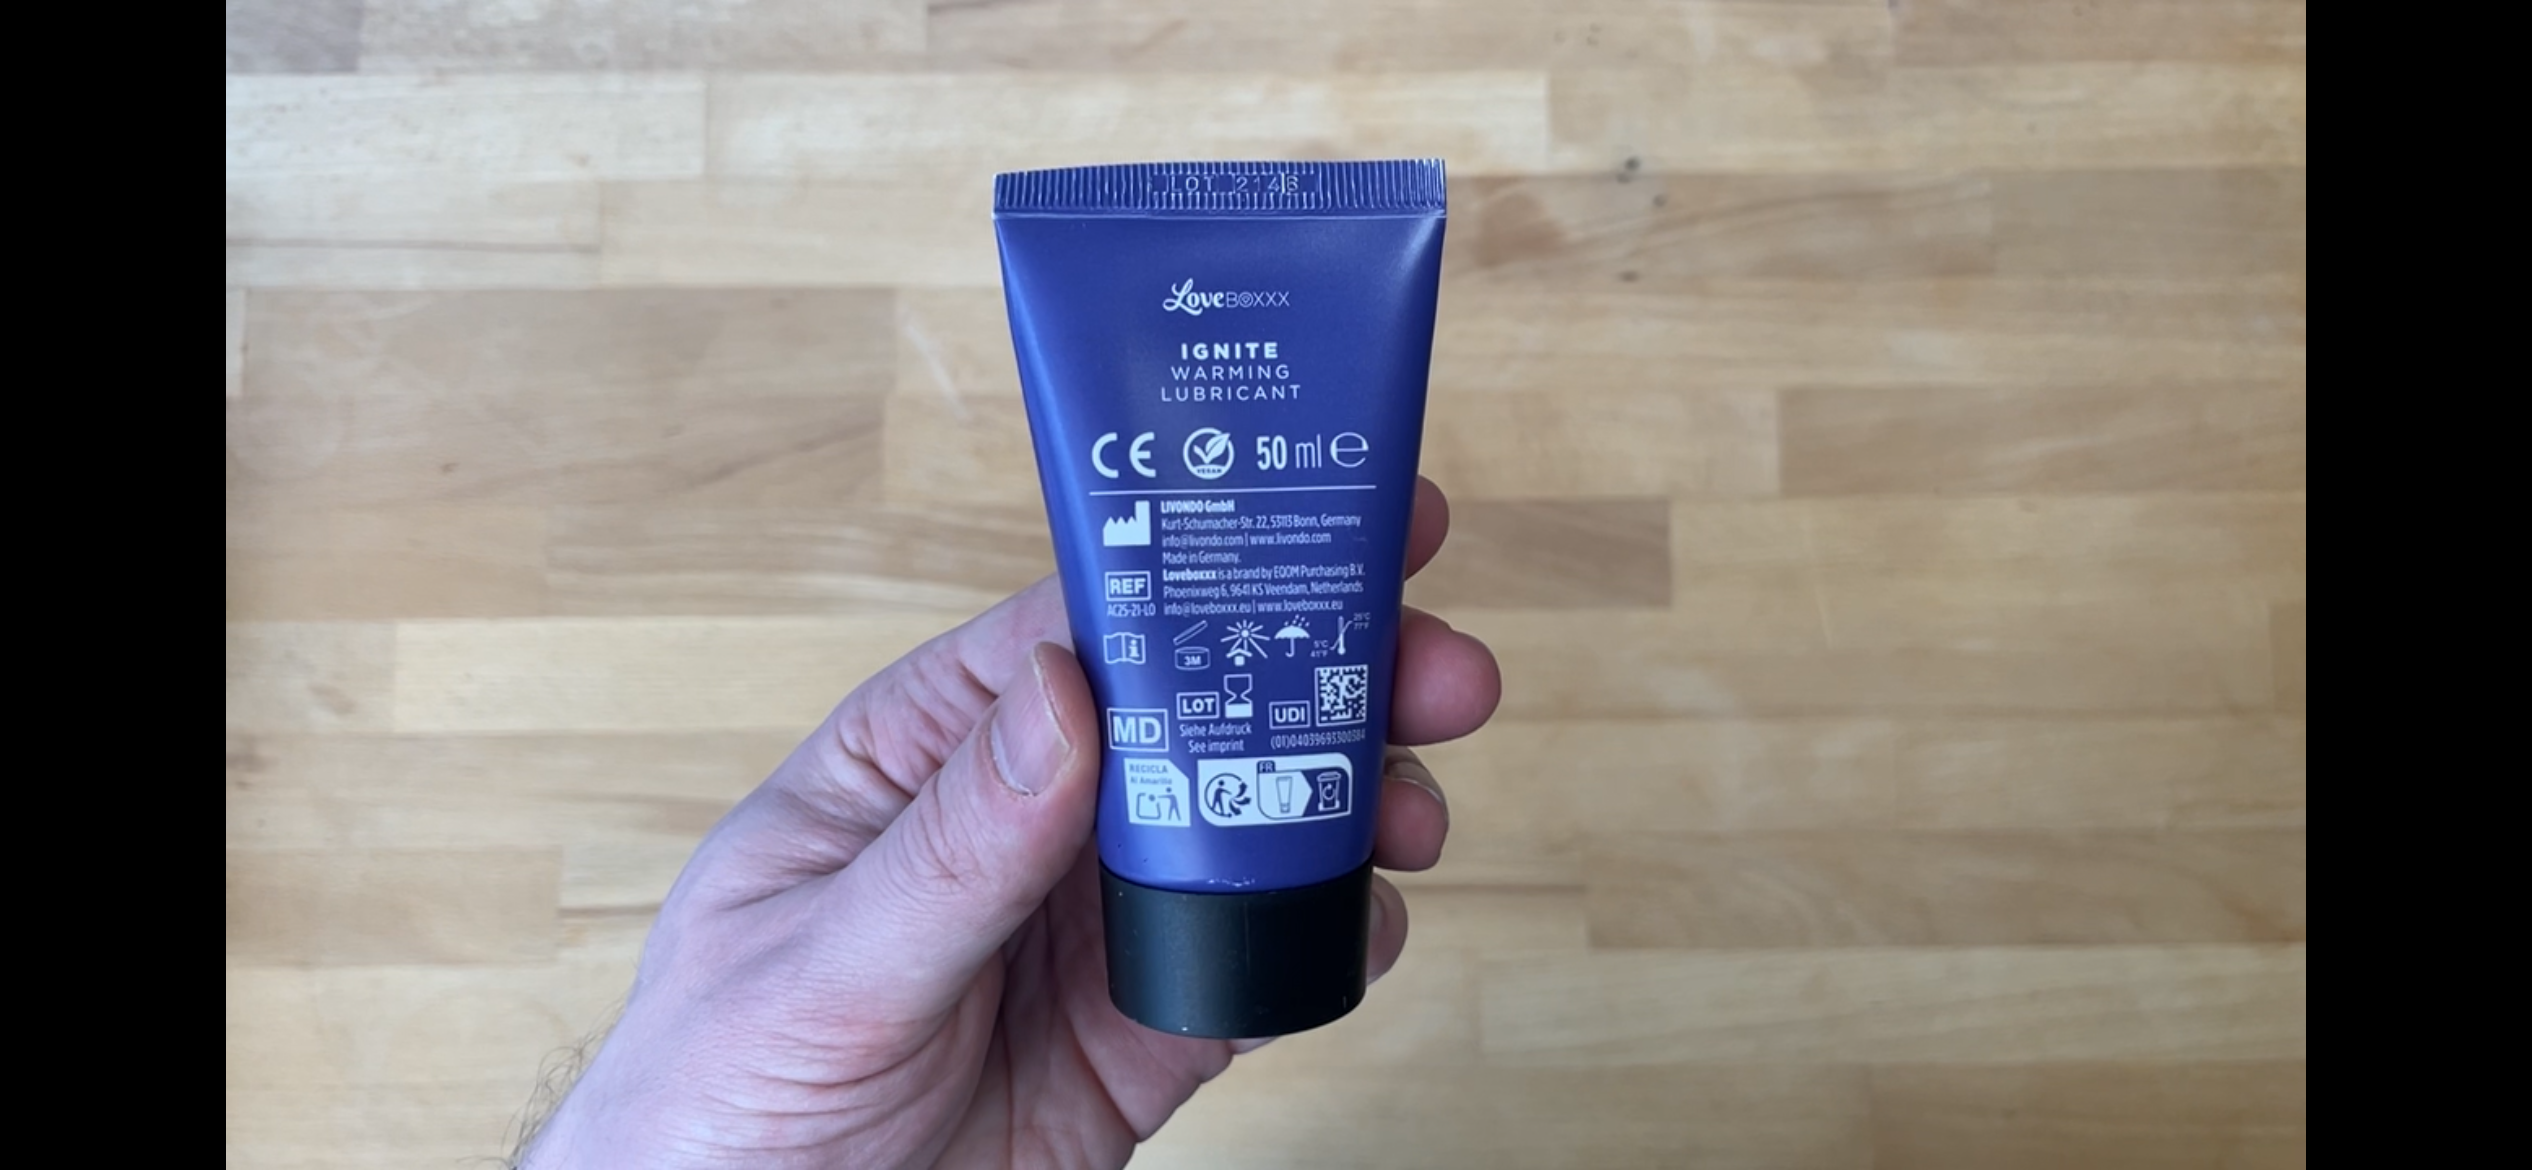 LOT 2146
LoveBOXXX
IGNITE
WARMING
LUBRICANT
CE VEGAN 50 ml e
LIVONDO GmbH
Kurt-Schumacher-Str. 22, 53113 Bonn, Germany
info@livondo.com | www.livondo.com
Made in Germany.
Loveboxxx is a brand by EQOM Purchasing B.V.
Phoenixweg 6, 9641 KS Veendam, Netherlands
info@loveboxxx.eu | www.loveboxxx.eu
REF
AC25-21-LO
3M
5°C
41°F
25°C
77°F
MD
LOT
Siehe Aufdruck
See imprint
UDI
(01)04039693300384
RECICLA
Al Amarillo
FR